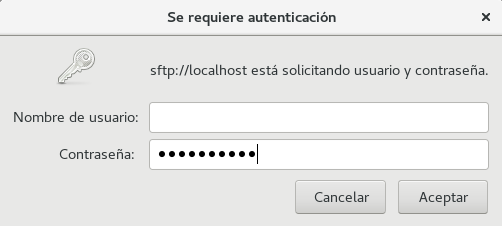 Se requiere autenticación
sftp://localhost está solicitando usuario y contraseña.
Nombre de usuario:
Contraseña: ●●●●●●●●●●
Cancelar Aceptar